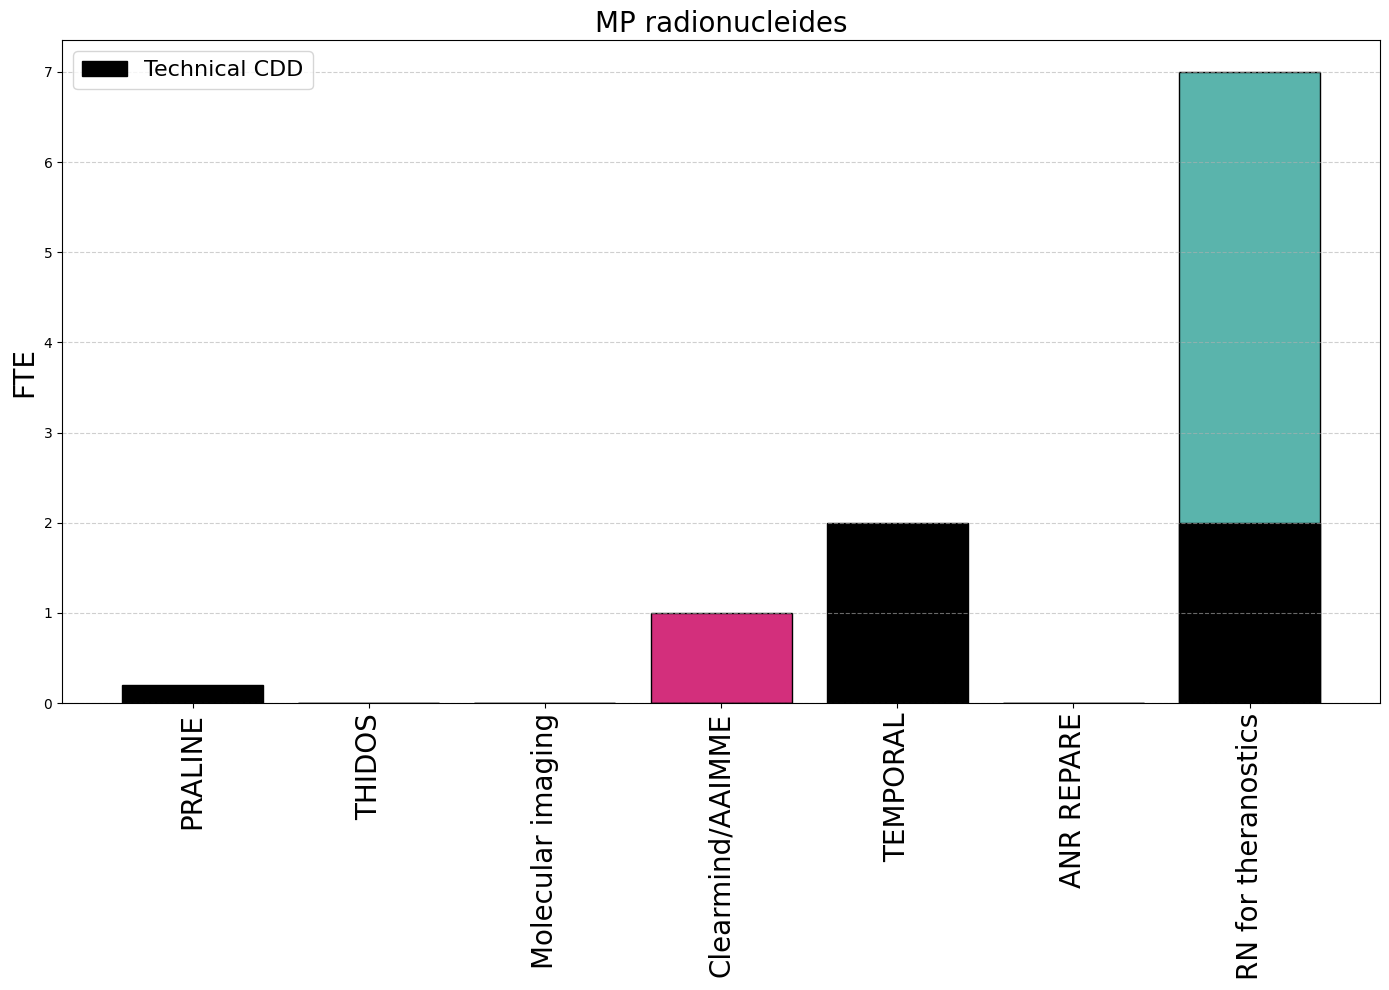 MP radionucleides
Technical CDD
FTE
7
6
5
4
3
2
1
0
PRALINE
THIDOS
Molecular imaging
Clearmind/AAIMME
TEMPORAL
ANR REPARE
RN for theranostics